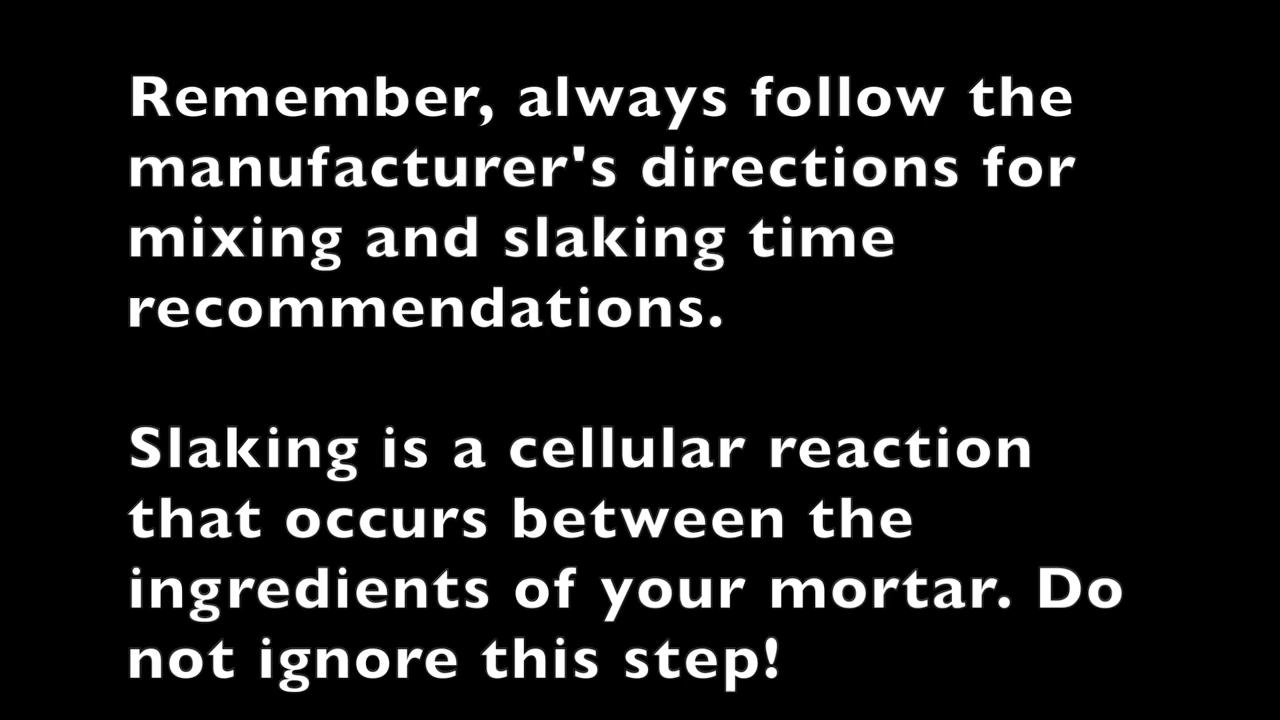 Remember, always follow the
manufacturer's directions for
mixing and slaking time
recommendations.
Slaking is a cellular reaction
that occurs between the
ingredients of your mortar. Do
not ignore this step!